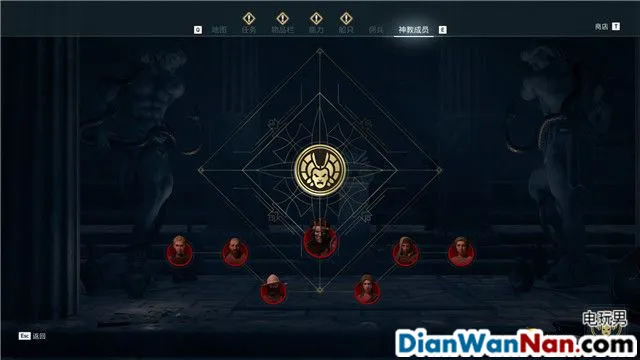 Q 地图 任务 物品栏 能力 船只 佣兵 神教成员 E
商店 T
Esc 返回
电玩男
DianWanNan.com